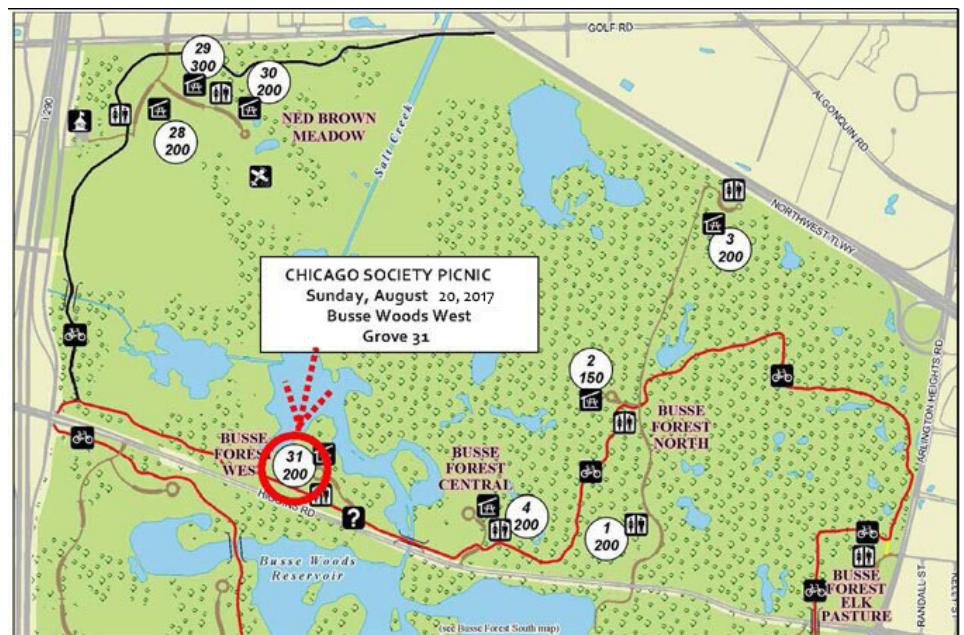 GOLF RD
29
300
30
200
I 290
NED BROWN
MEADOW
28
200
Salt Creek
ALGONQUIN RD
NORTHWEST TLWY
3
200
CHICAGO SOCIETY PICNIC
Sunday, August 20, 2017
Busse Woods West
Grove 31
2
150
ARLINGTON HEIGHTS RD
BUSSE
FOREST
NORTH
BUSSE
FOREST
WEST
31
200
BUSSE
FOREST
CENTRAL
HIGGINS RD
?
4
200
1
200
Busse Woods
Reservoir
BUSSE
FOREST
ELK
PASTURE
RANDALL ST
(see Busse Forest South map)